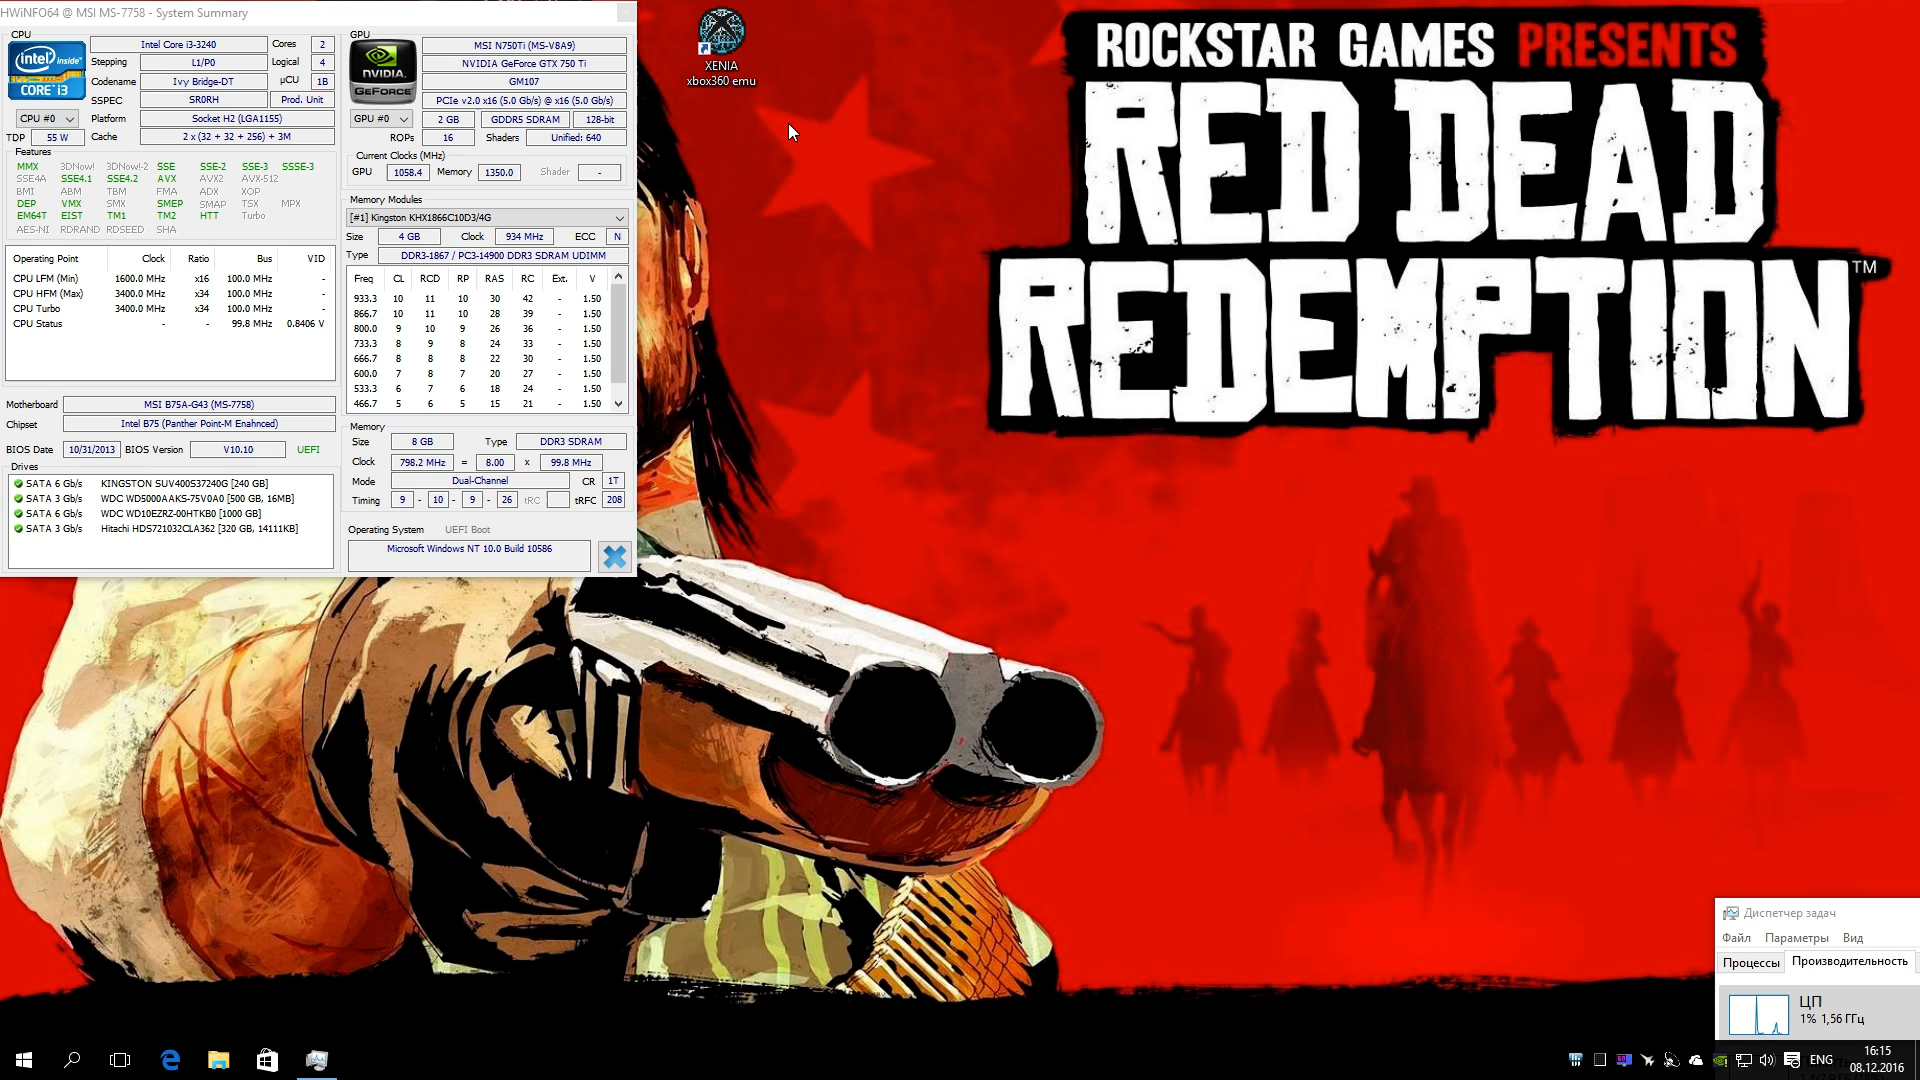 HWiNFO64 @ MSI MS-7758 - System Summary
CPU
intel inside
CORE i3
CPU #0
TDP 55 W
Intel Core i3-3240
Cores 2
Stepping L1/P0
Logical 4
Codename Ivy Bridge-DT
µCU 1B
SSPEC SR0RH Prod. Unit
Platform Socket H2 (LGA1155)
Cache 2 x (32 + 32 + 256) + 3M
Features
MMX 3DNow! 3DNow!-2 SSE SSE-2 SSE-3 SSSE-3
SSE4A SSE4.1 SSE4.2 AVX AVX2 AVX-512
BMI ABM TBM FMA ADX XOP
DEP VMX SMX SMEP SMAP TSX MPX
EM64T EIST TM1 TM2 HTT Turbo
AES-NI RDRAND RDSEED SHA
Operating Point Clock Ratio Bus VID
CPU LFM (Min) 1600.0 MHz x16 100.0 MHz -
CPU HFM (Max) 3400.0 MHz x34 100.0 MHz -
CPU Turbo 3400.0 MHz x34 100.0 MHz -
CPU Status - - 99.8 MHz 0.8406 V
Motherboard MSI B75A-G43 (MS-7758)
Chipset Intel B75 (Panther Point-M Enahnced)
BIOS Date 10/31/2013 BIOS Version V10.10 UEFI
Drives
SATA 6 Gb/s KINGSTON SUV400S37240G [240 GB]
SATA 3 Gb/s WDC WD5000AAKS-75V0A0 [500 GB, 16MB]
SATA 6 Gb/s WDC WD10EZRZ-00HTKB0 [1000 GB]
SATA 3 Gb/s Hitachi HDS721032CLA362 [320 GB, 14111KB]
GPU
NVIDIA.
GEFORCE
GPU #0
MSI N750Ti (MS-V8A9)
NVIDIA GeForce GTX 750 Ti
GM107
PCIe v2.0 x16 (5.0 Gb/s) @ x16 (5.0 Gb/s)
2 GB GDDR5 SDRAM 128-bit
ROPs 16 Shaders Unified: 640
Current Clocks (MHz)
GPU 1058.4 Memory 1350.0 Shader -
Memory Modules
[#1] Kingston KHX1866C10D3/4G
Size 4 GB Clock 934 MHz ECC N
Type DDR3-1867 / PC3-14900 DDR3 SDRAM UDIMM
Freq CL RCD RP RAS RC Ext. V
933.3 10 11 10 30 42 - 1.50
866.7 10 11 10 28 39 - 1.50
800.0 9 10 9 26 36 - 1.50
733.3 8 9 8 24 33 - 1.50
666.7 8 8 8 22 30 - 1.50
600.0 7 8 7 20 27 - 1.50
533.3 6 7 6 18 24 - 1.50
466.7 5 6 5 15 21 - 1.50
Memory
Size 8 GB Type DDR3 SDRAM
Clock 798.2 MHz = 8.00 x 99.8 MHz
Mode Dual-Channel CR 1T
Timing 9 - 10 - 9 - 26 tRC tRFC 208
Operating System UEFI Boot
Microsoft Windows NT 10.0 Build 10586
XENIA
xbox360 emu
ROCKSTAR GAMES PRESENTS
RED DEAD
REDEMPTION TM
Диспетчер задач
Файл Параметры Вид
Процессы Производительность
ЦП
1% 1,56 ГГц
60
ENG
16:15
08.12.2016